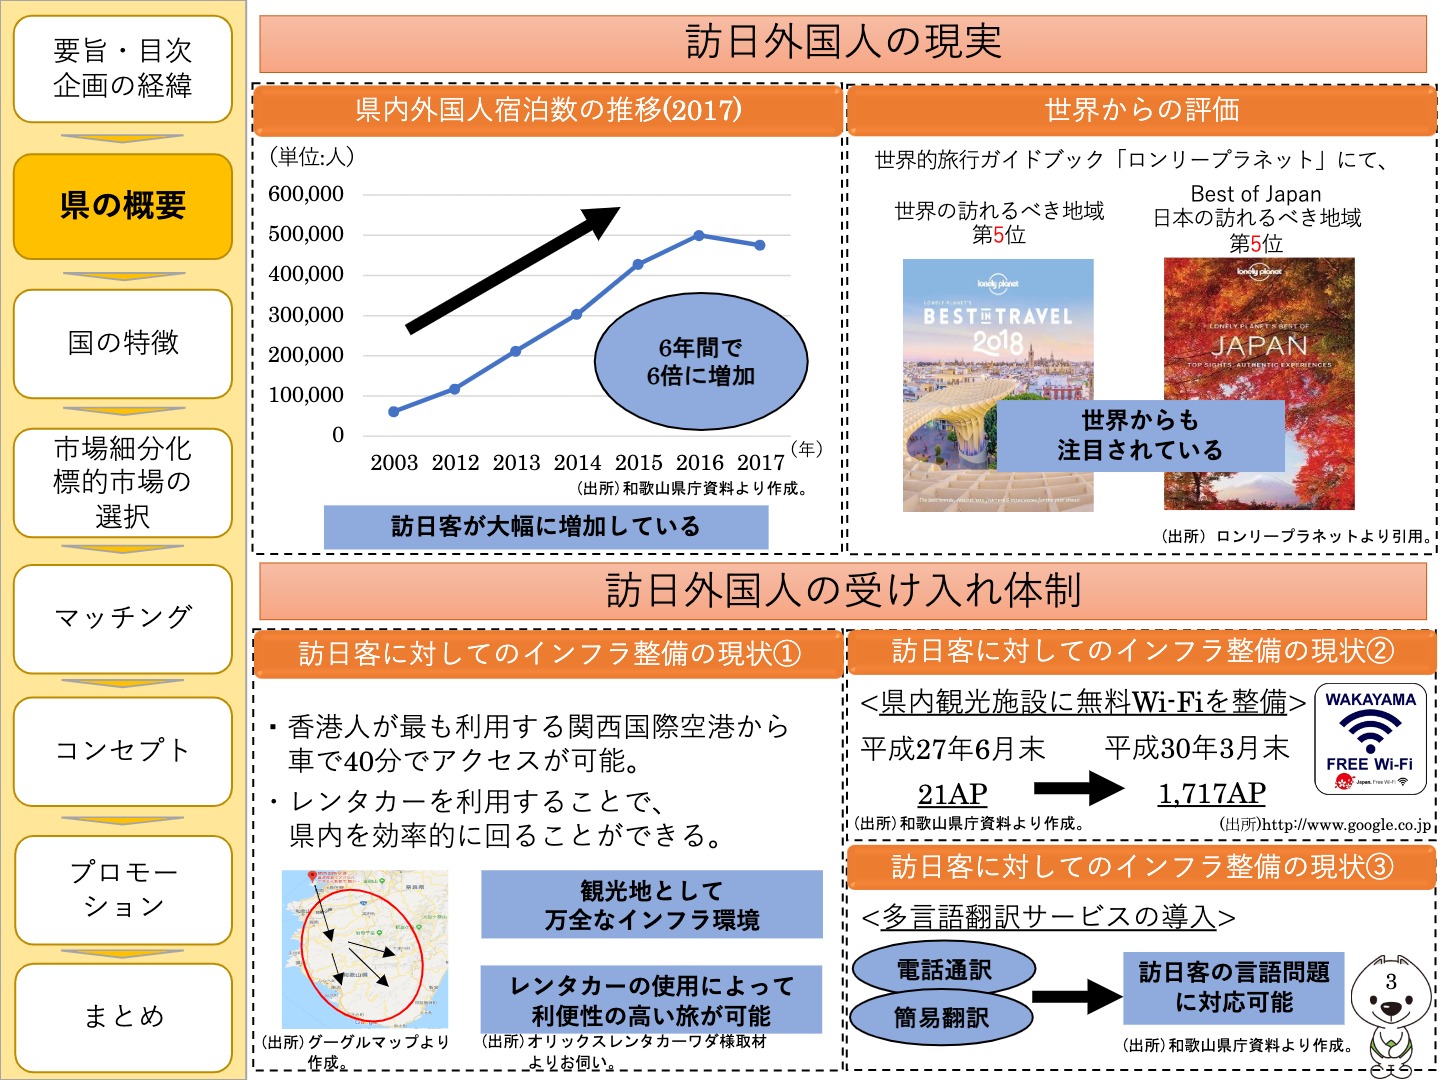 要旨・目次
企画の経緯
県の概要
国の特徴
市場細分化
標的市場の
選択
マッチング
コンセプト
プロモー
ション
まとめ
訪日外国人の現実
県内外国人宿泊数の推移(2017)
(単位:人)
600,000
500,000
400,000
300,000
200,000
100,000
0
2003 2012 2013 2014 2015 2016 2017
(年)
6年間で
6倍に増加
(出所)和歌山県庁資料より作成。
訪日客が大幅に増加している
世界からの評価
世界的旅行ガイドブック「ロンリープラネット」にて、
世界の訪れるべき地域
第5位
Best of Japan
日本の訪れるべき地域
第5位
lonely planet
LONELY PLANET'S
BEST IN TRAVEL
2018
lonely planet
LONELY PLANET'S BEST OF
JAPAN
TOP SIGHTS, AUTHENTIC EXPERIENCES
世界からも
注目されている
(出所) ロンリープラネットより引用。
訪日外国人の受け入れ体制
訪日客に対してのインフラ整備の現状①
・香港人が最も利用する関西国際空港から
車で40分でアクセスが可能。
・レンタカーを利用することで、
県内を効率的に回ることができる。
観光地として
万全なインフラ環境
レンタカーの使用によって
利便性の高い旅が可能
(出所)グーグルマップより
作成。
(出所)オリックスレンタカーワダ様取材
よりお伺い。
訪日客に対してのインフラ整備の現状②
<県内観光施設に無料Wi-Fiを整備>
平成27年6月末
平成30年3月末
21AP
1,717AP
WAKAYAMA
FREE Wi-Fi
Japan. Free Wi-Fi
(出所)和歌山県庁資料より作成。
(出所)http://www.google.co.jp
訪日客に対してのインフラ整備の現状③
<多言語翻訳サービスの導入>
電話通訳
簡易翻訳
訪日客の言語問題
に対応可能
(出所)和歌山県庁資料より作成。
3